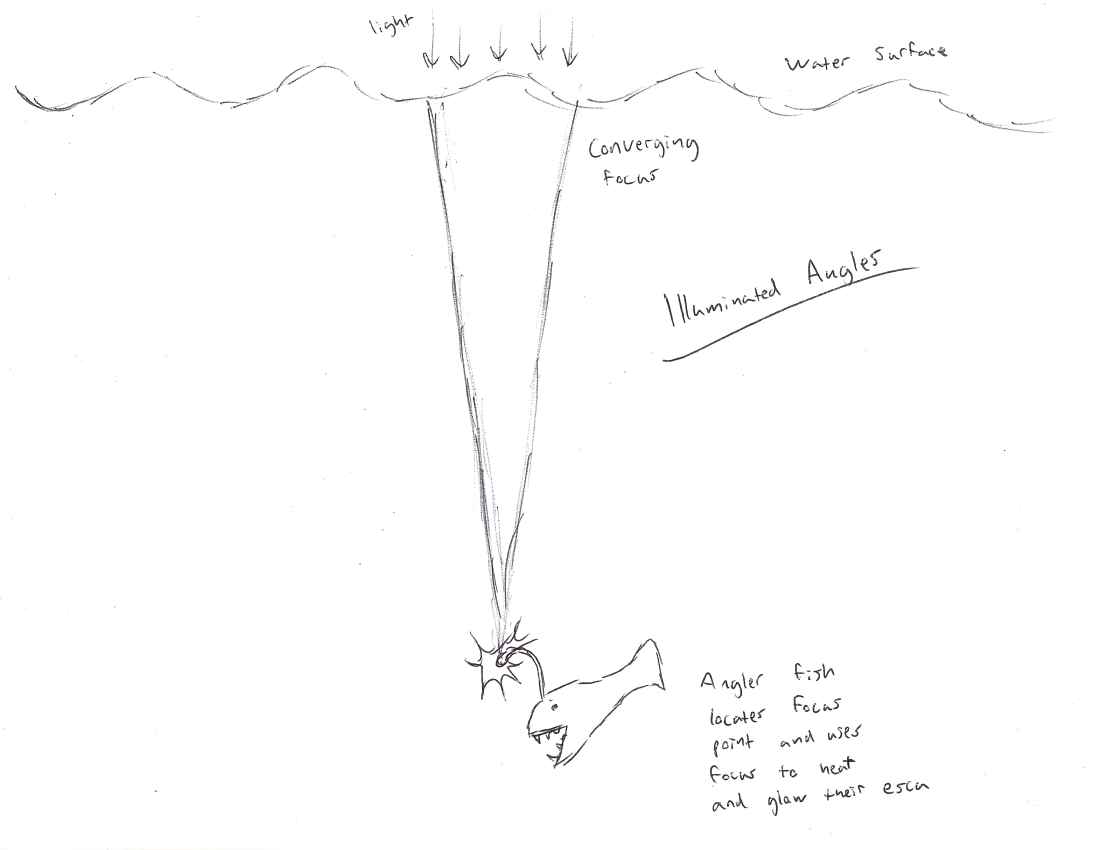 light
Water Surface
Converging
focus
Illuminated Angles
Angler fish
locates focus
point and uses
focus to heat
and glow their esca